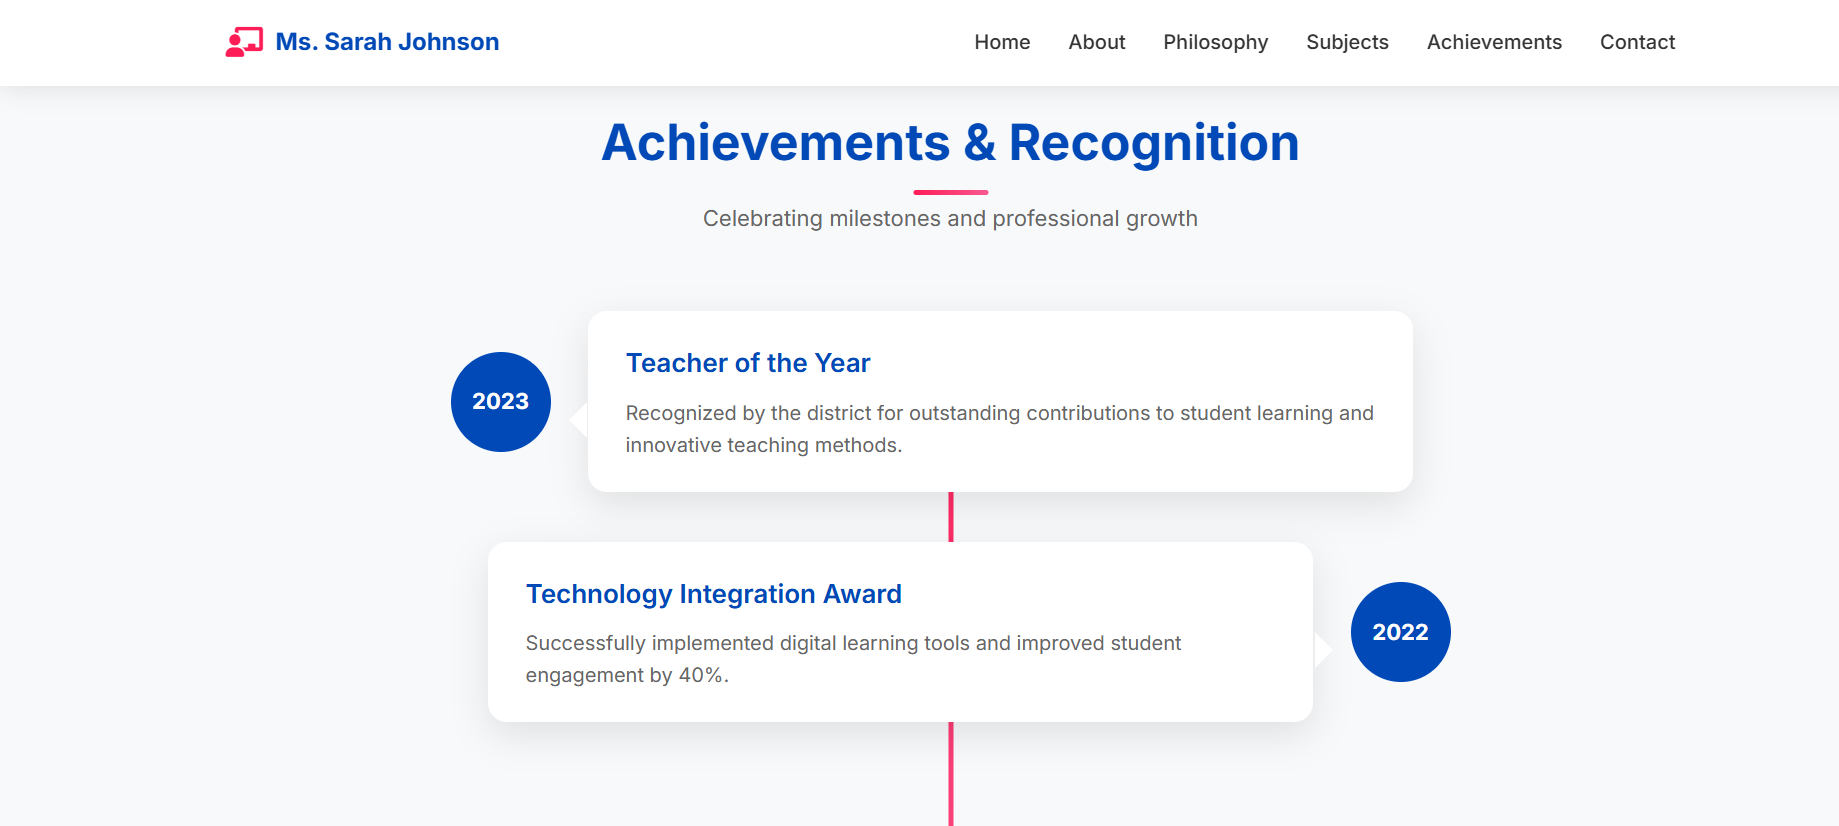 Ms. Sarah Johnson
Home About Philosophy Subjects Achievements Contact
Achievements & Recognition
Celebrating milestones and professional growth
2023
Teacher of the Year
Recognized by the district for outstanding contributions to student learning and
innovative teaching methods.
Technology Integration Award
Successfully implemented digital learning tools and improved student
engagement by 40%.
2022